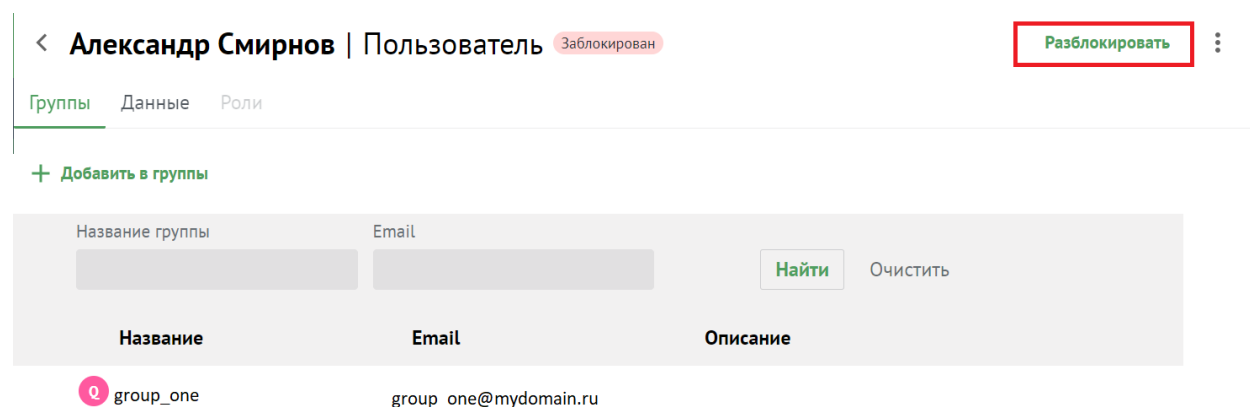 Александр Смирнов | Пользователь Заблокирован Разблокировать
Группы Данные Роли
+ Добавить в группы
Название группы Email
Найти Очистить
Название Email Описание
Q group_one group_one@mydomain.ru